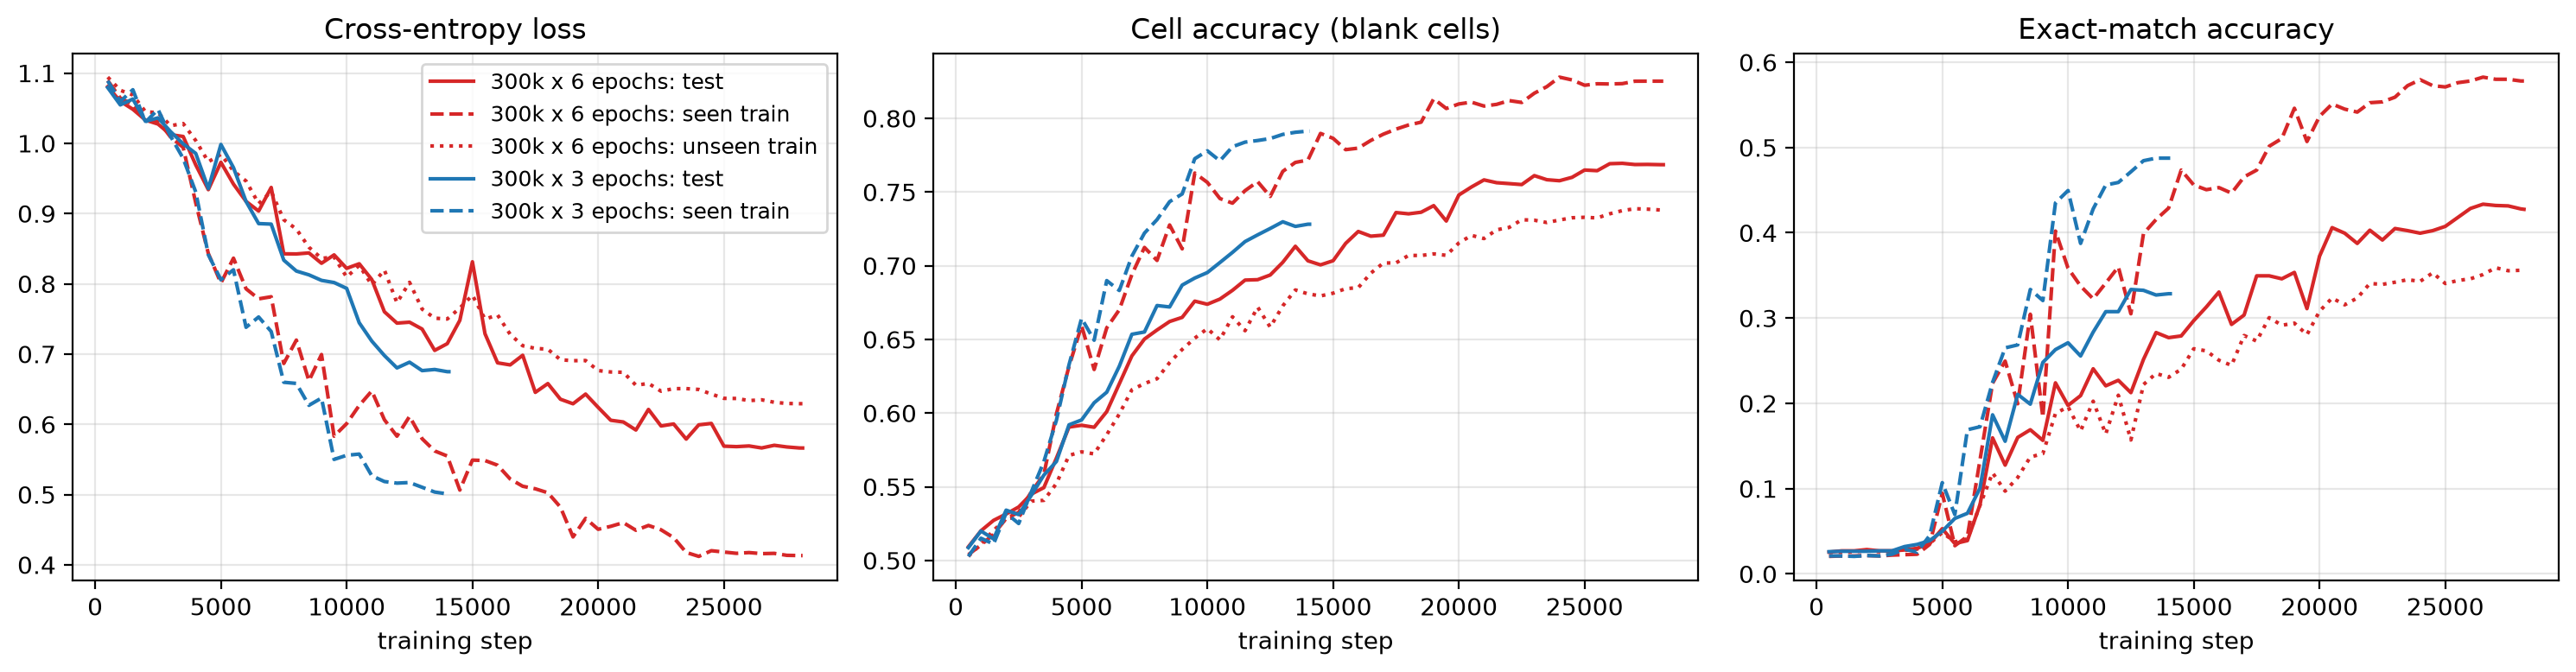 Cross-entropy loss
1.1
1.0
0.9
0.8
0.7
0.6
0.5
0.4
0 5000 10000 15000 20000 25000
training step
300k x 6 epochs: test
300k x 6 epochs: seen train
300k x 6 epochs: unseen train
300k x 3 epochs: test
300k x 3 epochs: seen train
Cell accuracy (blank cells)
0.80
0.75
0.70
0.65
0.60
0.55
0.50
0 5000 10000 15000 20000 25000
training step
Exact-match accuracy
0.6
0.5
0.4
0.3
0.2
0.1
0.0
0 5000 10000 15000 20000 25000
training step